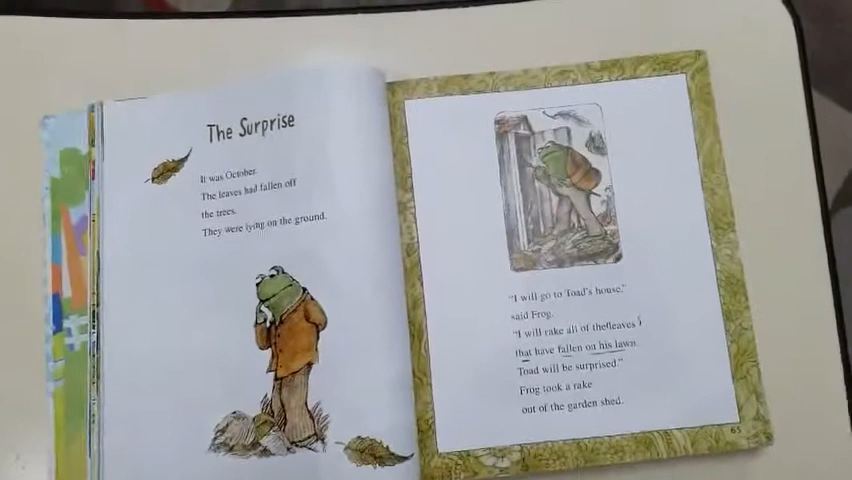 The Surprise
It was October.
The leaves had fallen off
the trees.
They were lying on the ground.
"I will go to Toad's house,"
said Frog.
"I will rake all of the leaves
that have fallen on his lawn.
Toad will be surprised."
Frog took a rake
out of the garden shed.
65